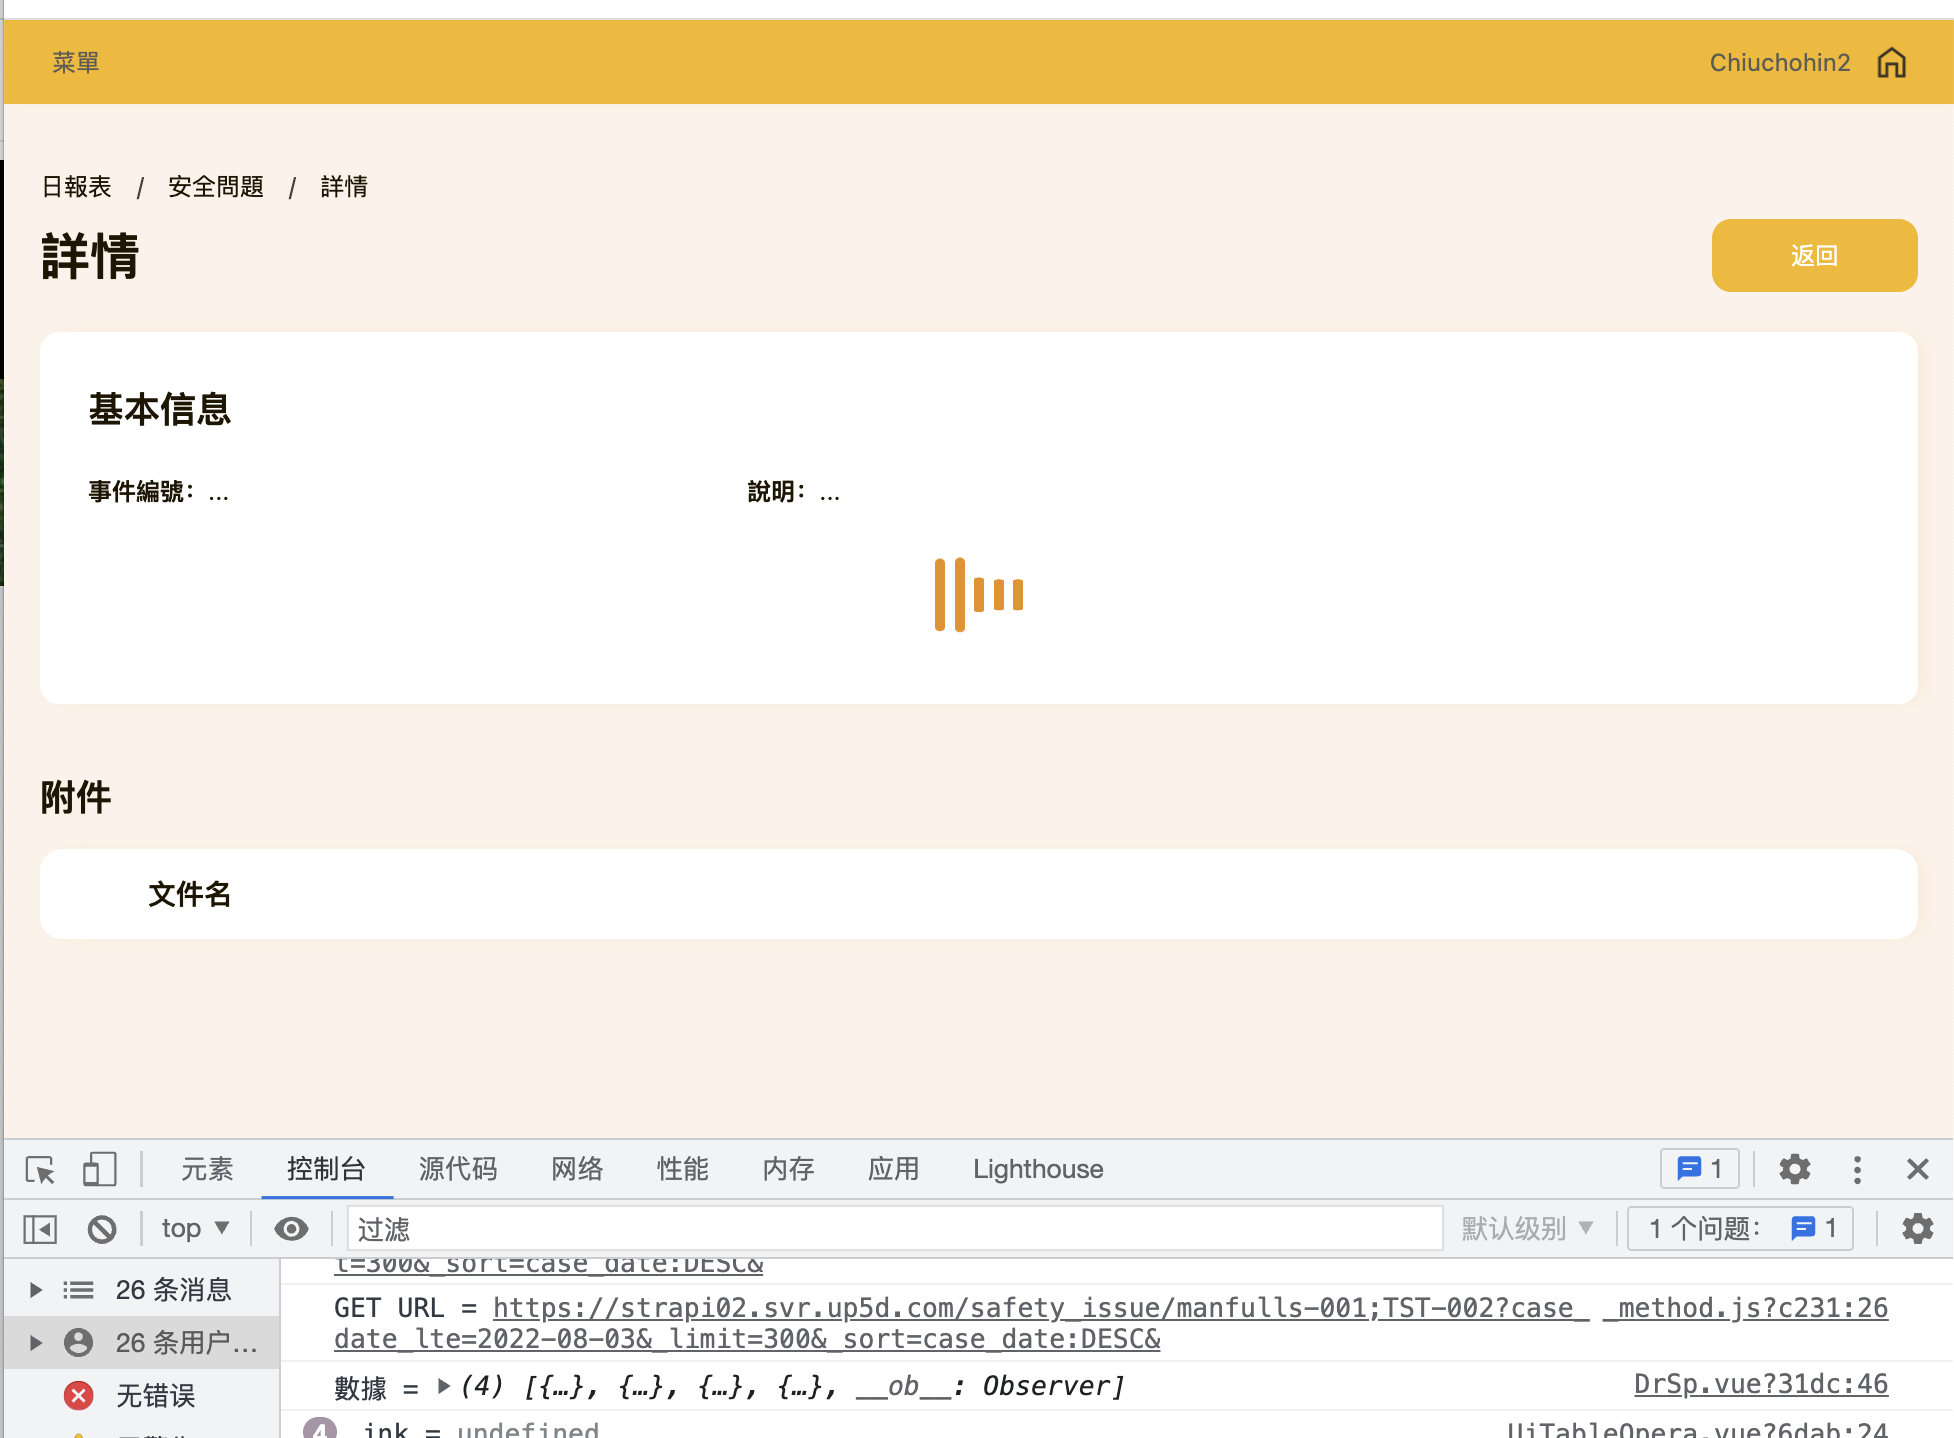 菜單
Chiuchohin2
日報表 / 安全問題 / 詳情
詳情
返回
基本信息
事件編號：...
說明：...
附件
文件名
元素 控制台 源代码 网络 性能 内存 应用 Lighthouse 1
top ▼ 过滤 默认级别 ▼ 1 个问题： 1
26 条消息
26 条用户…
无错误
t=300&_sort=case_date:DESC&
GET URL = https://strapi02.svr.up5d.com/safety_issue/manfulls-001;TST-002?case_ _method.js?c231:26
date_lte=2022-08-03&_limit=300&_sort=case_date:DESC&
數據 = ▶(4) [{…}, {…}, {…}, {…}, __ob__: Observer] DrSp.vue?31dc:46
4 ink = undefined UiTableOpera.vue?6dab:24